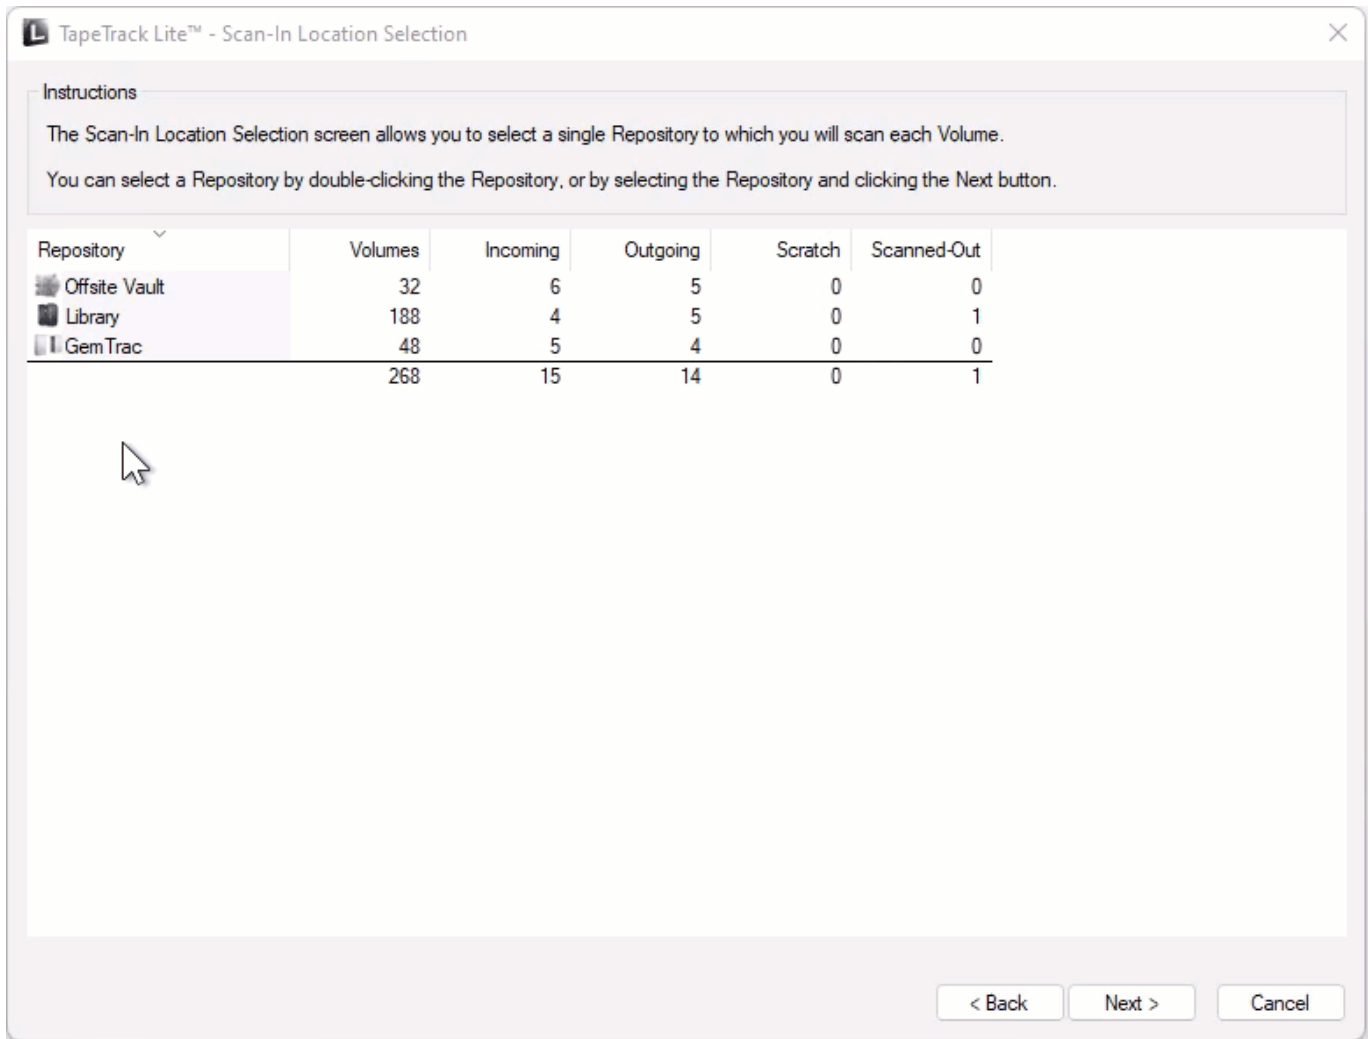 TapeTrack Lite™ - Scan-In Location Selection
Instructions
The Scan-In Location Selection screen allows you to select a single Repository to which you will scan each Volume.
You can select a Repository by double-clicking the Repository, or by selecting the Repository and clicking the Next button.
Repository Volumes Incoming Outgoing Scratch Scanned-Out
Offsite Vault 32 6 5 0 0
Library 188 4 5 0 1
GemTrac 48 5 4 0 0
268 15 14 0 1
< Back Next > Cancel